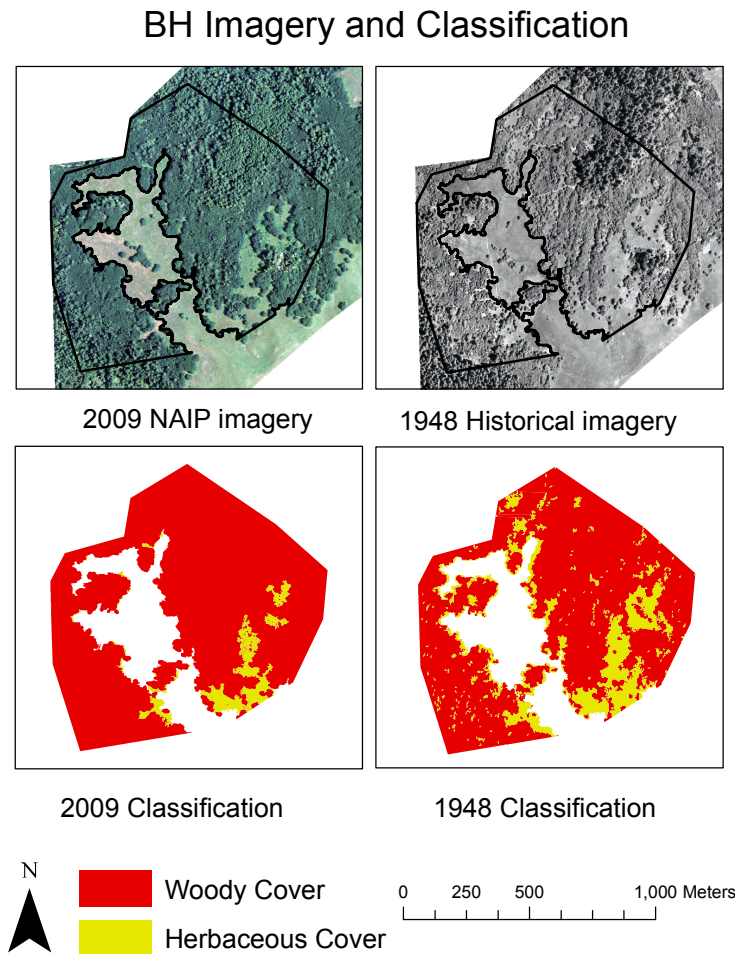 BH Imagery and Classification
2009 NAIP imagery
1948 Historical imagery
2009 Classification
1948 Classification
N
Woody Cover
Herbaceous Cover
0 250 500 1,000 Meters